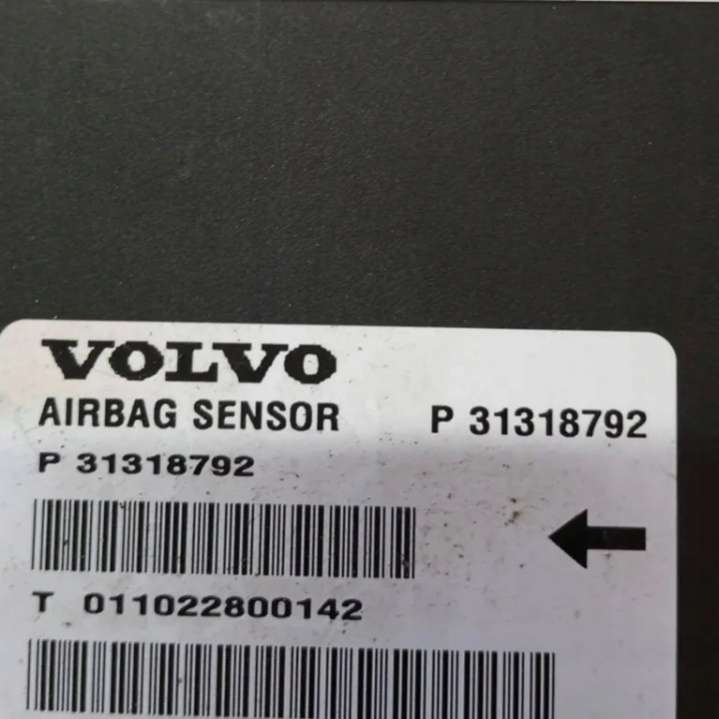 VOLVO
AIRBAG SENSOR P 31318792
P 31318792
T 011022800142